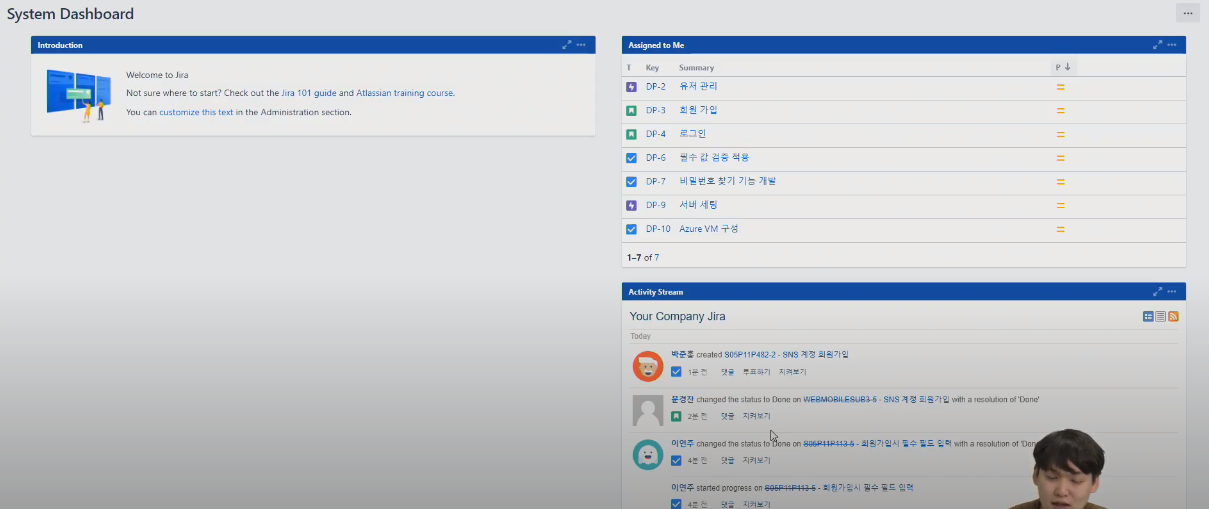 System Dashboard
Introduction
Welcome to Jira
Not sure where to start? Check out the Jira 101 guide and Atlassian training course.
You can customize this text in the Administration section.
Assigned to Me
T Key Summary P
DP-2 유저 관리
DP-3 회원 가입
DP-4 로그인
DP-6 필수 값 검증 적용
DP-7 비밀번호 찾기 기능 개발
DP-9 서버 세팅
DP-10 Azure VM 구성
1–7 of 7
Activity Stream
Your Company Jira
Today
박준홍 created S05P11P482-2 - SNS 계정 회원가입
1분 전 댓글 투표하기 지켜보기
문경찬 changed the status to Done on WEBMOBILESUB3-5 - SNS 계정 회원가입 with a resolution of 'Done'
2분 전 댓글 지켜보기
이연주 changed the status to Done on S05P11P113-5 - 회원가입시 필수 필드 입력 with a resolution of 'Don
4분 전 댓글 지켜보기
이연주 started progress on S05P11P113-5 - 회원가입시 필수 필드 입력
4분 전 댓글 지켜보기